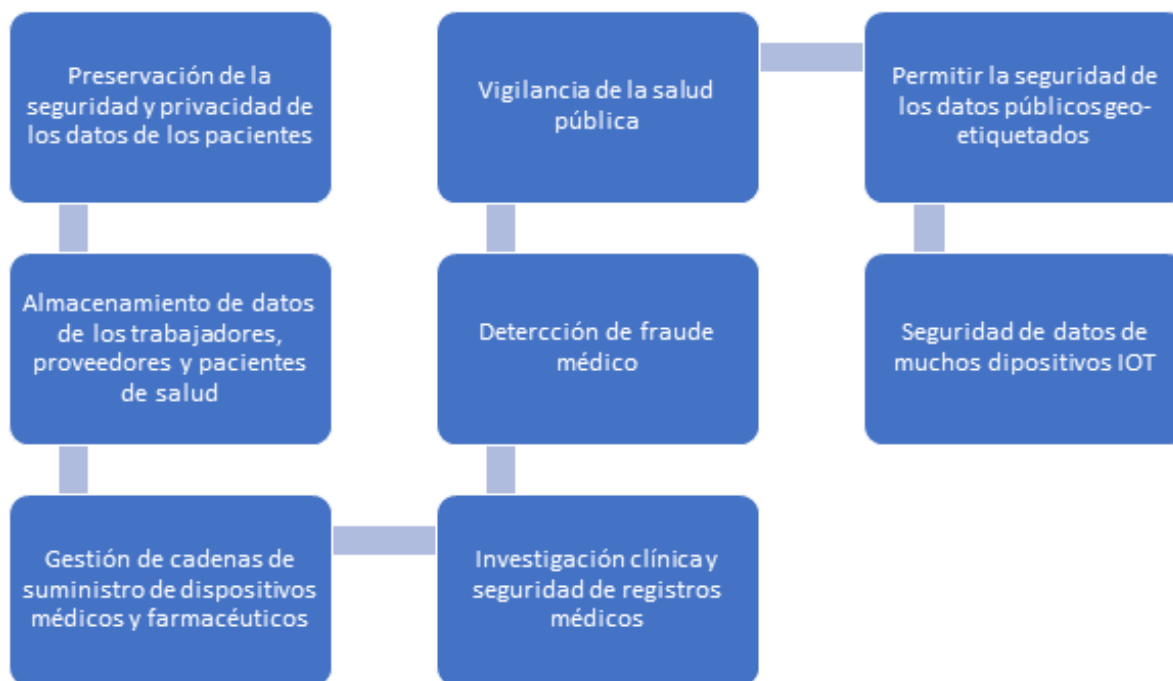 Preservación de la
seguridad y privacidad de
los datos de los pacientes
Almacenamiento de datos
de los trabajadores,
proveedores y pacientes
de salud
Gestión de cadenas de
suministro de dispositivos
médicos y farmacéuticos
Investigación clínica y
seguridad de registros
médicos
Detercción de fraude
médico
Vigilancia de la salud
pública
Permitir la seguridad de
los datos públicos geo-
etiquetados
Seguridad de datos de
muchos dipositivos IOT